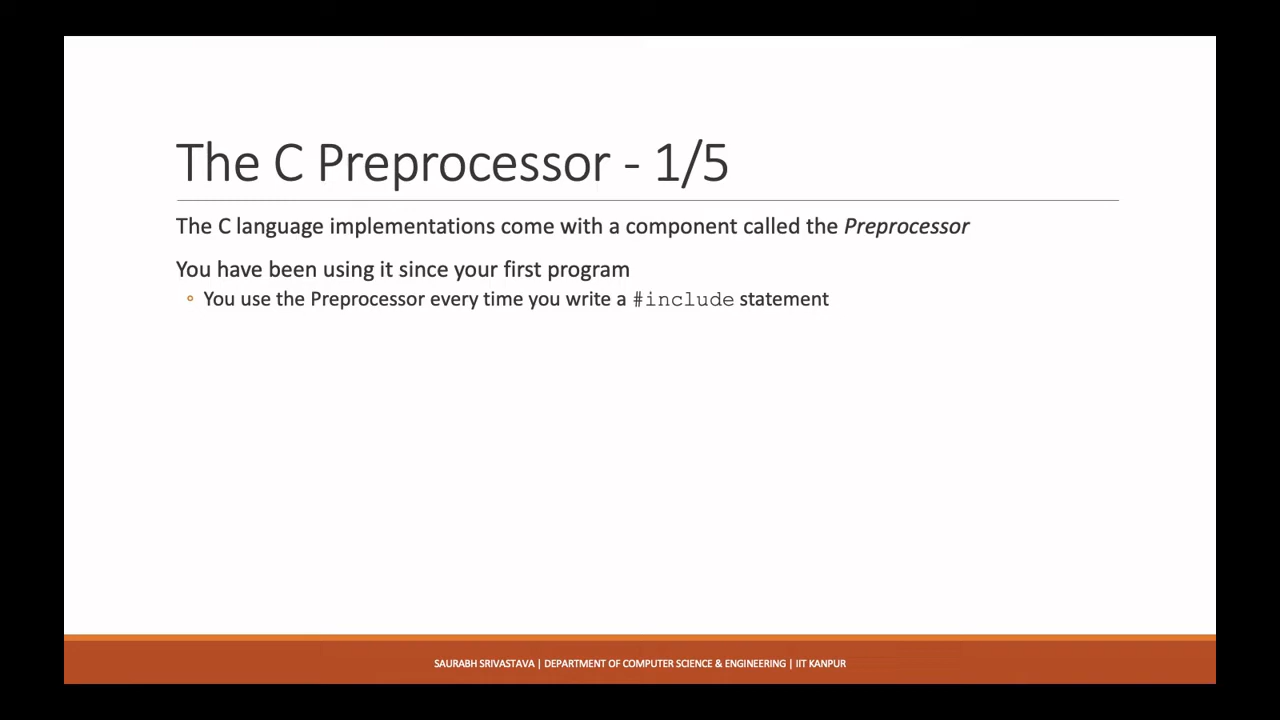 The C Preprocessor - 1/5
The C language implementations come with a component called the Preprocessor
You have been using it since your first program
◦ You use the Preprocessor every time you write a #include statement
SAURABH SRIVASTAVA | DEPARTMENT OF COMPUTER SCIENCE & ENGINEERING | IIT KANPUR